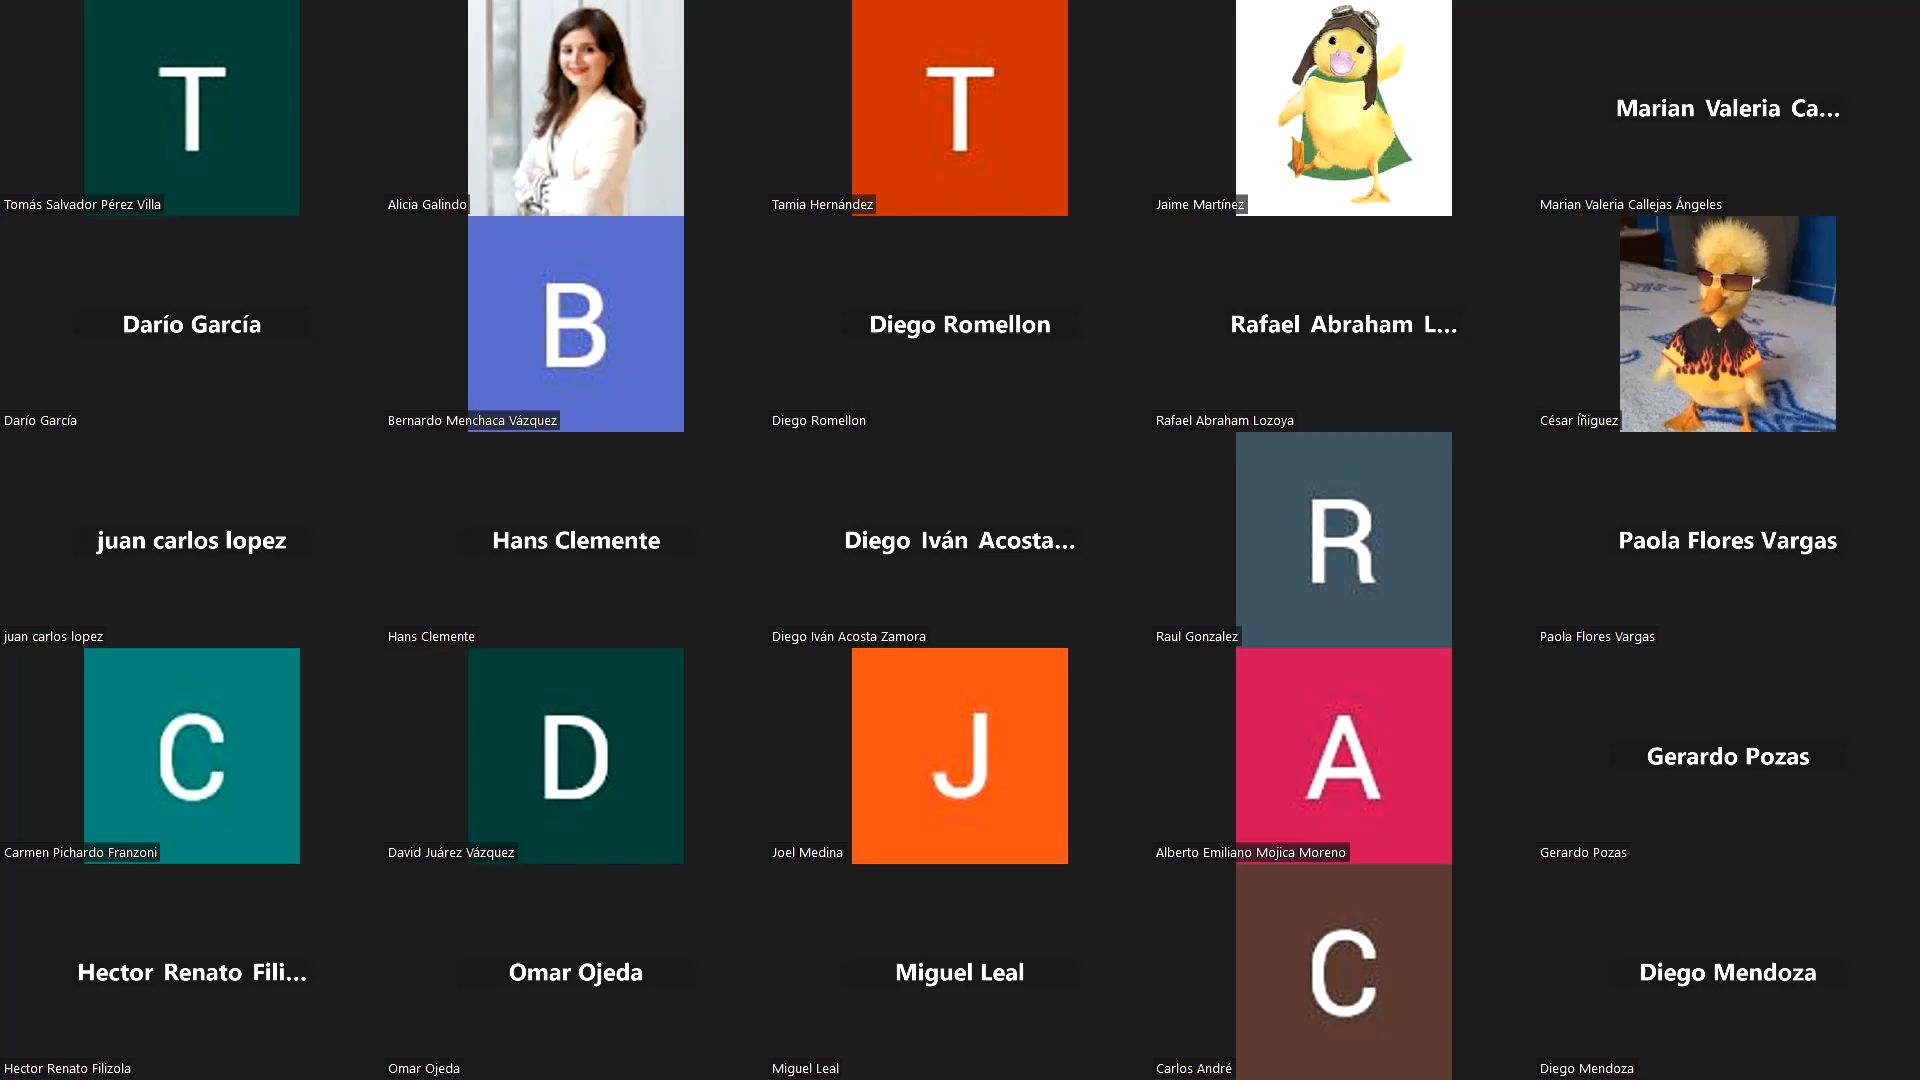 T
Tomás Salvador Pérez Villa
Alicia Galindo
T
Tamia Hernández
Jaime Martínez
Marian Valeria Ca...
Marian Valeria Callejas Ángeles
Darío García
Darío García
B
Bernardo Menchaca Vázquez
Diego Romellon
Diego Romellon
Rafael Abraham L...
Rafael Abraham Lozoya
César Íñiguez
juan carlos lopez
juan carlos lopez
Hans Clemente
Hans Clemente
Diego Iván Acosta...
Diego Iván Acosta Zamora
R
Raul Gonzalez
Paola Flores Vargas
Paola Flores Vargas
C
Carmen Pichardo Franzoni
D
David Juárez Vázquez
J
Joel Medina
A
Alberto Emiliano Mojica Moreno
Gerardo Pozas
Gerardo Pozas
Hector Renato Fili...
Hector Renato Filizola
Omar Ojeda
Omar Ojeda
Miguel Leal
Miguel Leal
C
Carlos André
Diego Mendoza
Diego Mendoza